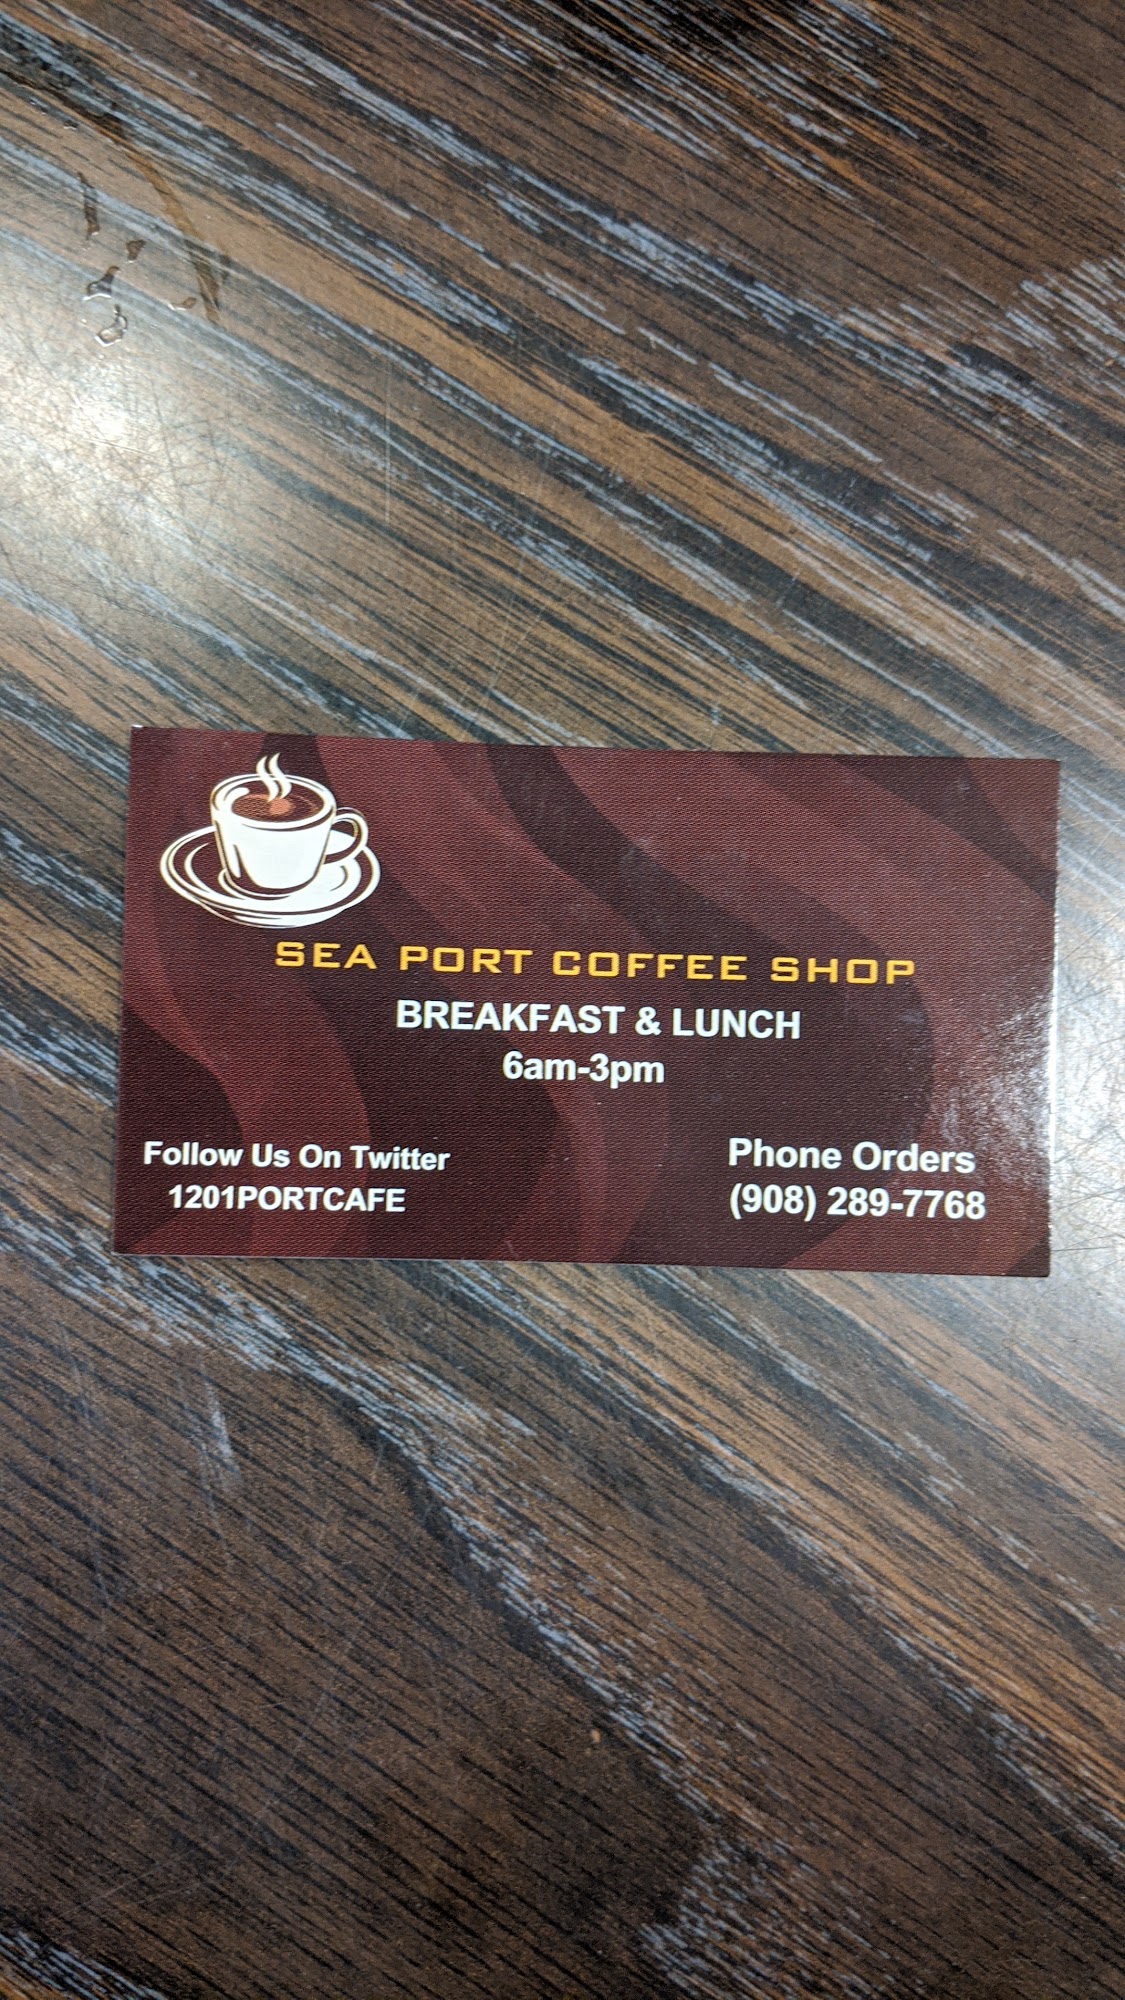 SEA PORT COFFEE SHOP
BREAKFAST & LUNCH
6am-3pm
Follow Us On Twitter
1201PORTCAFE
Phone Orders
(908) 289-7768